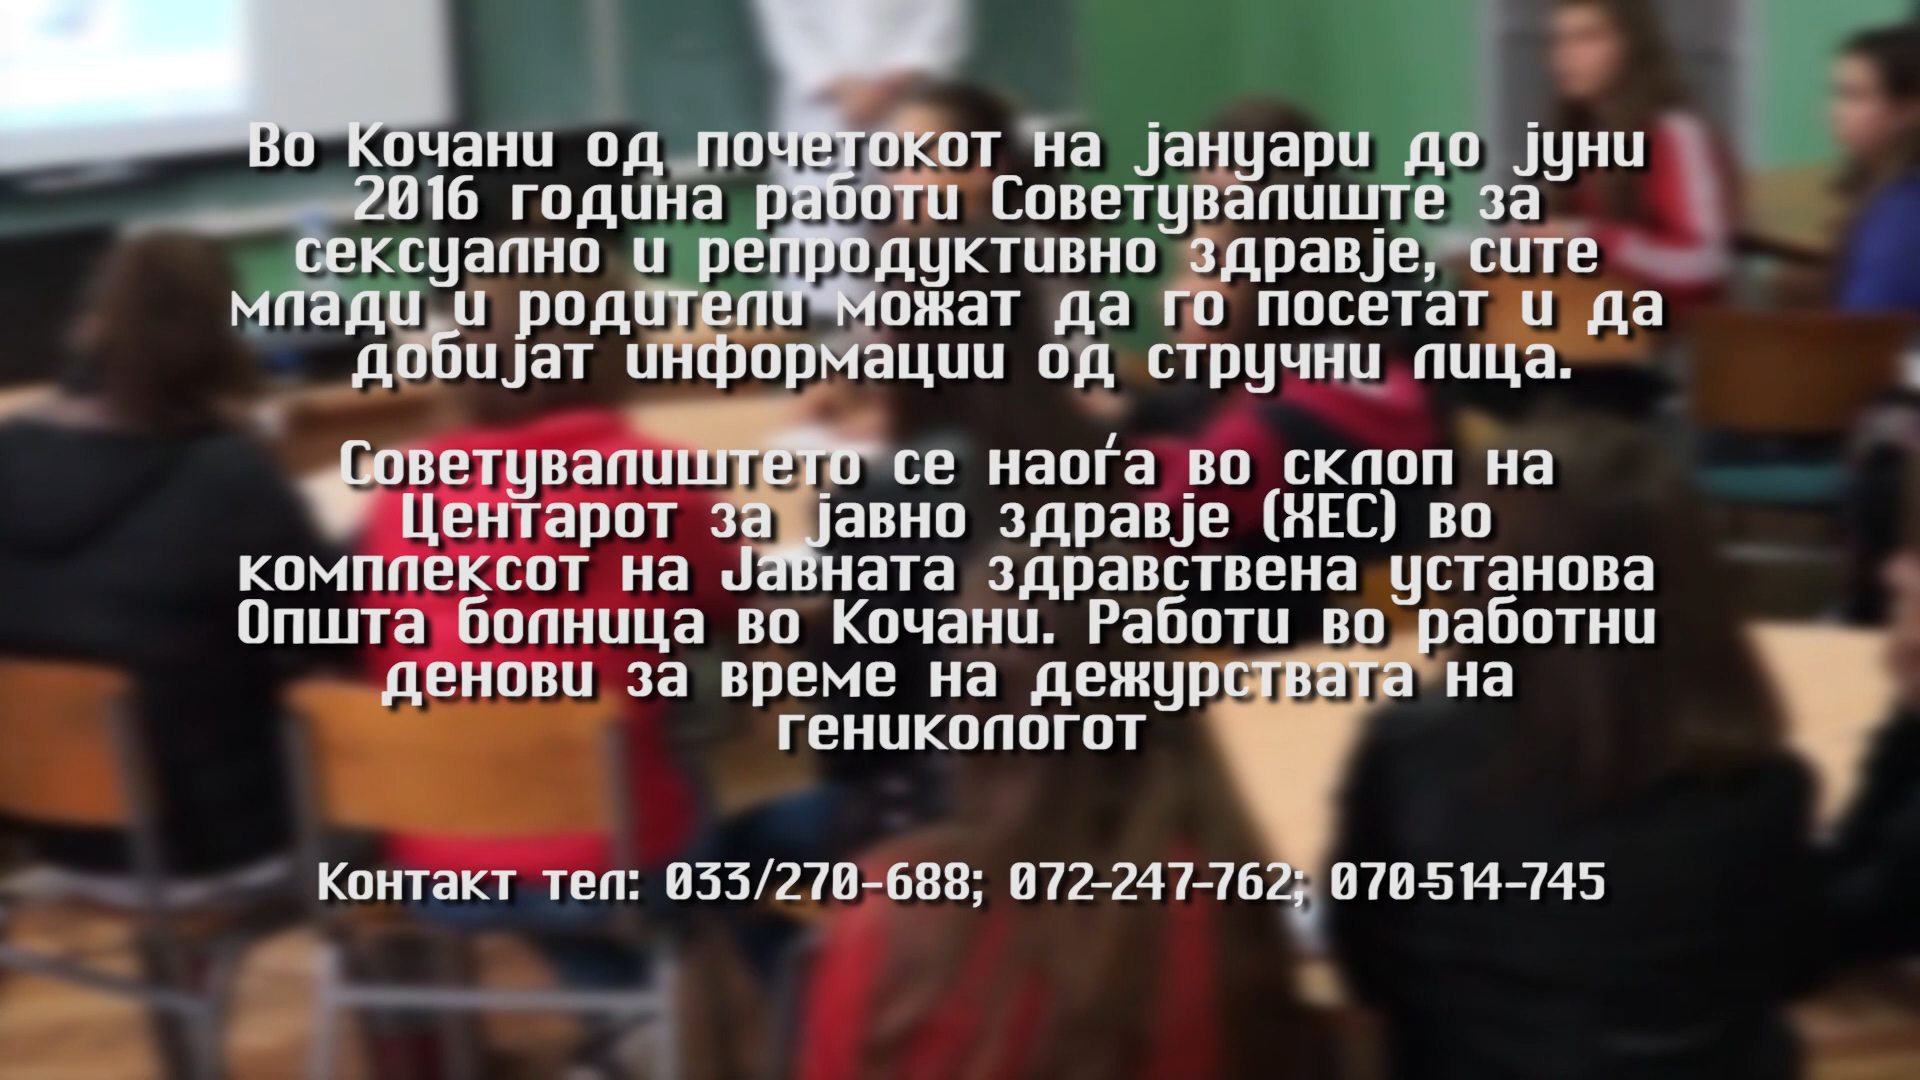 Во Кочани од почетокот на јануари до јуни
2016 година работи Советувалиште за
сексуално и репродуктивно здравје, сите
млади и родители можат да го посетат и да
добијат информации од стручни лица.
Советувалиштето се наоѓа во склоп на
Центарот за јавно здравје (ХЕС) во
комплексот на Јавната здравствена установа
Општа болница во Кочани. Работи во работни
денови за време на дежурствата на
геникологот
Контакт тел: 033/270-688; 072-247-762; 070-514-745